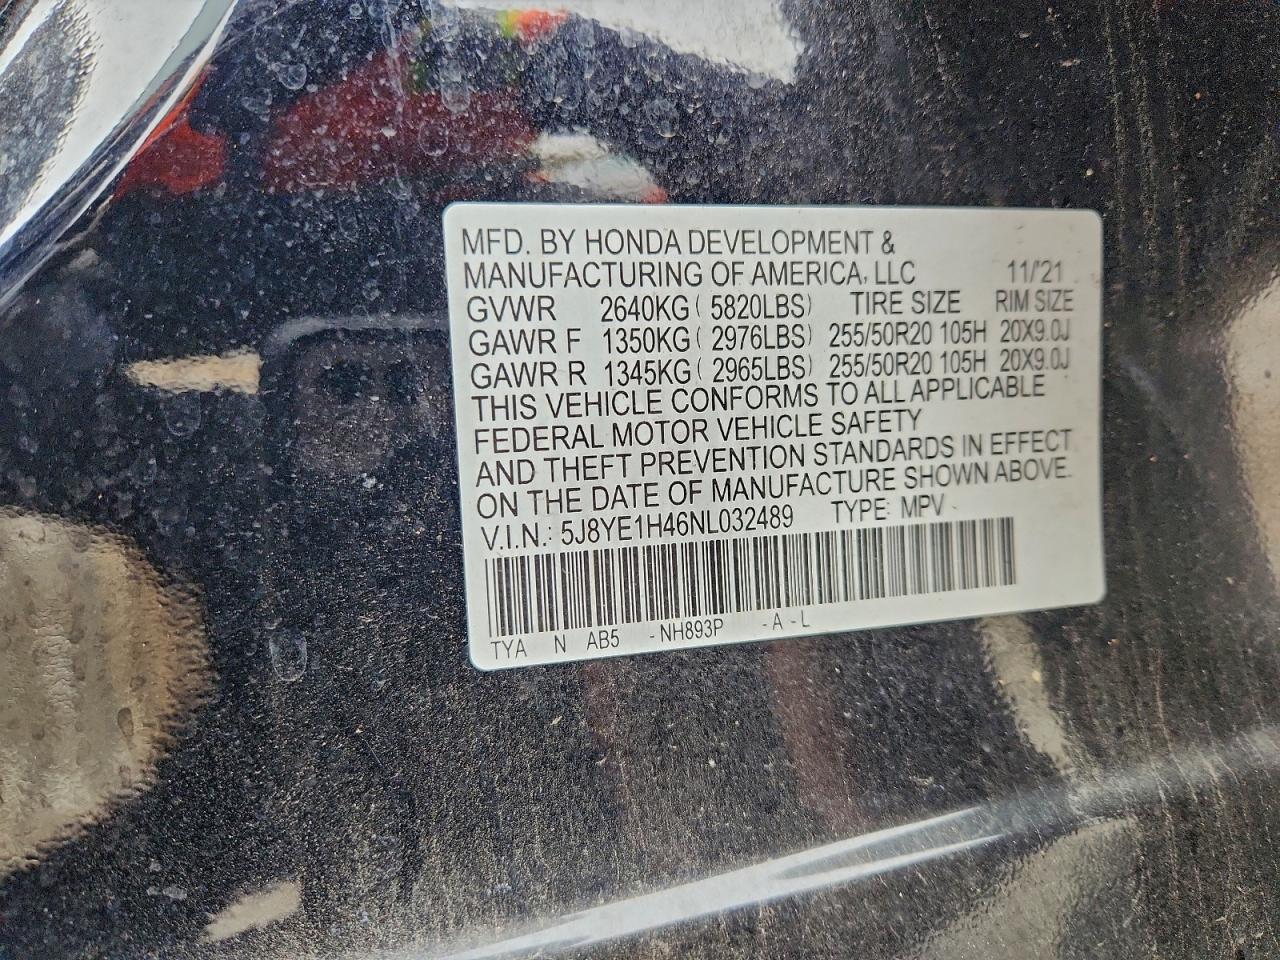 MFD. BY HONDA DEVELOPMENT &
MANUFACTURING OF AMERICA, LLC 11/'21
GVWR 2640KG ( 5820LBS) TIRE SIZE RIM SIZE
GAWR F 1350KG ( 2976LBS) 255/50R20 105H 20X9.0J
GAWR R 1345KG ( 2965LBS) 255/50R20 105H 20X9.0J
THIS VEHICLE CONFORMS TO ALL APPLICABLE
FEDERAL MOTOR VEHICLE SAFETY
AND THEFT PREVENTION STANDARDS IN EFFECT
ON THE DATE OF MANUFACTURE SHOWN ABOVE.
V.I.N.: 5J8YE1H46NL032489 TYPE: MPV
TYA N AB5 -NH893P -A -L